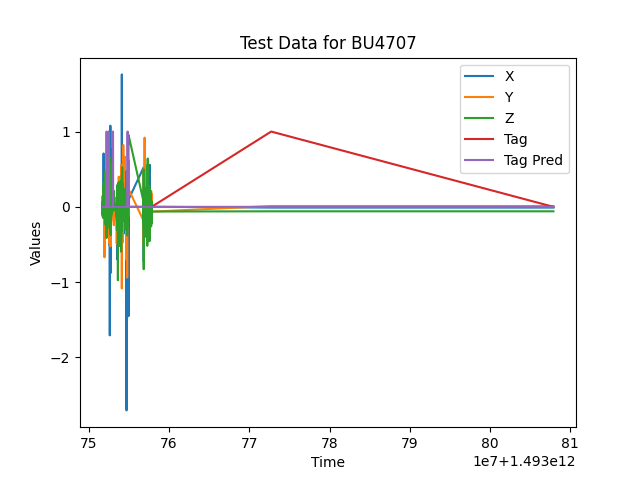 Test Data for BU4707
X
Y
Z
Tag
Tag Pred
1
0
−1
−2
Values
75 76 77 78 79 80 81
1e7+1.493e12
Time